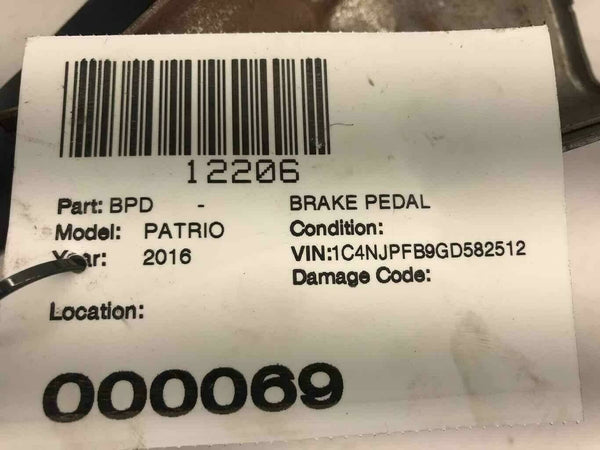 12206
Part: BPD - BRAKE PEDAL
Model: PATRIO Condition:
Year: 2016 VIN:1C4NJPFB9GD582512
Damage Code:
Location:
000069